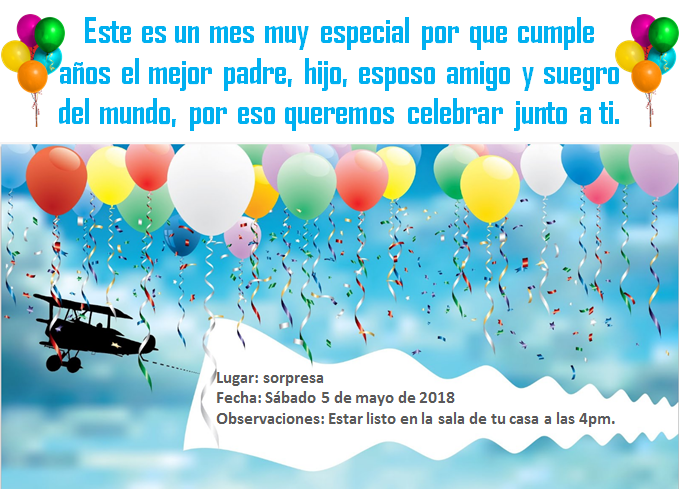 Este es un mes muy especial por que cumple
años el mejor padre, hijo, esposo amigo y suegro
del mundo, por eso queremos celebrar junto a ti.
Lugar: sorpresa
Fecha: Sábado 5 de mayo de 2018
Observaciones: Estar listo en la sala de tu casa a las 4pm.